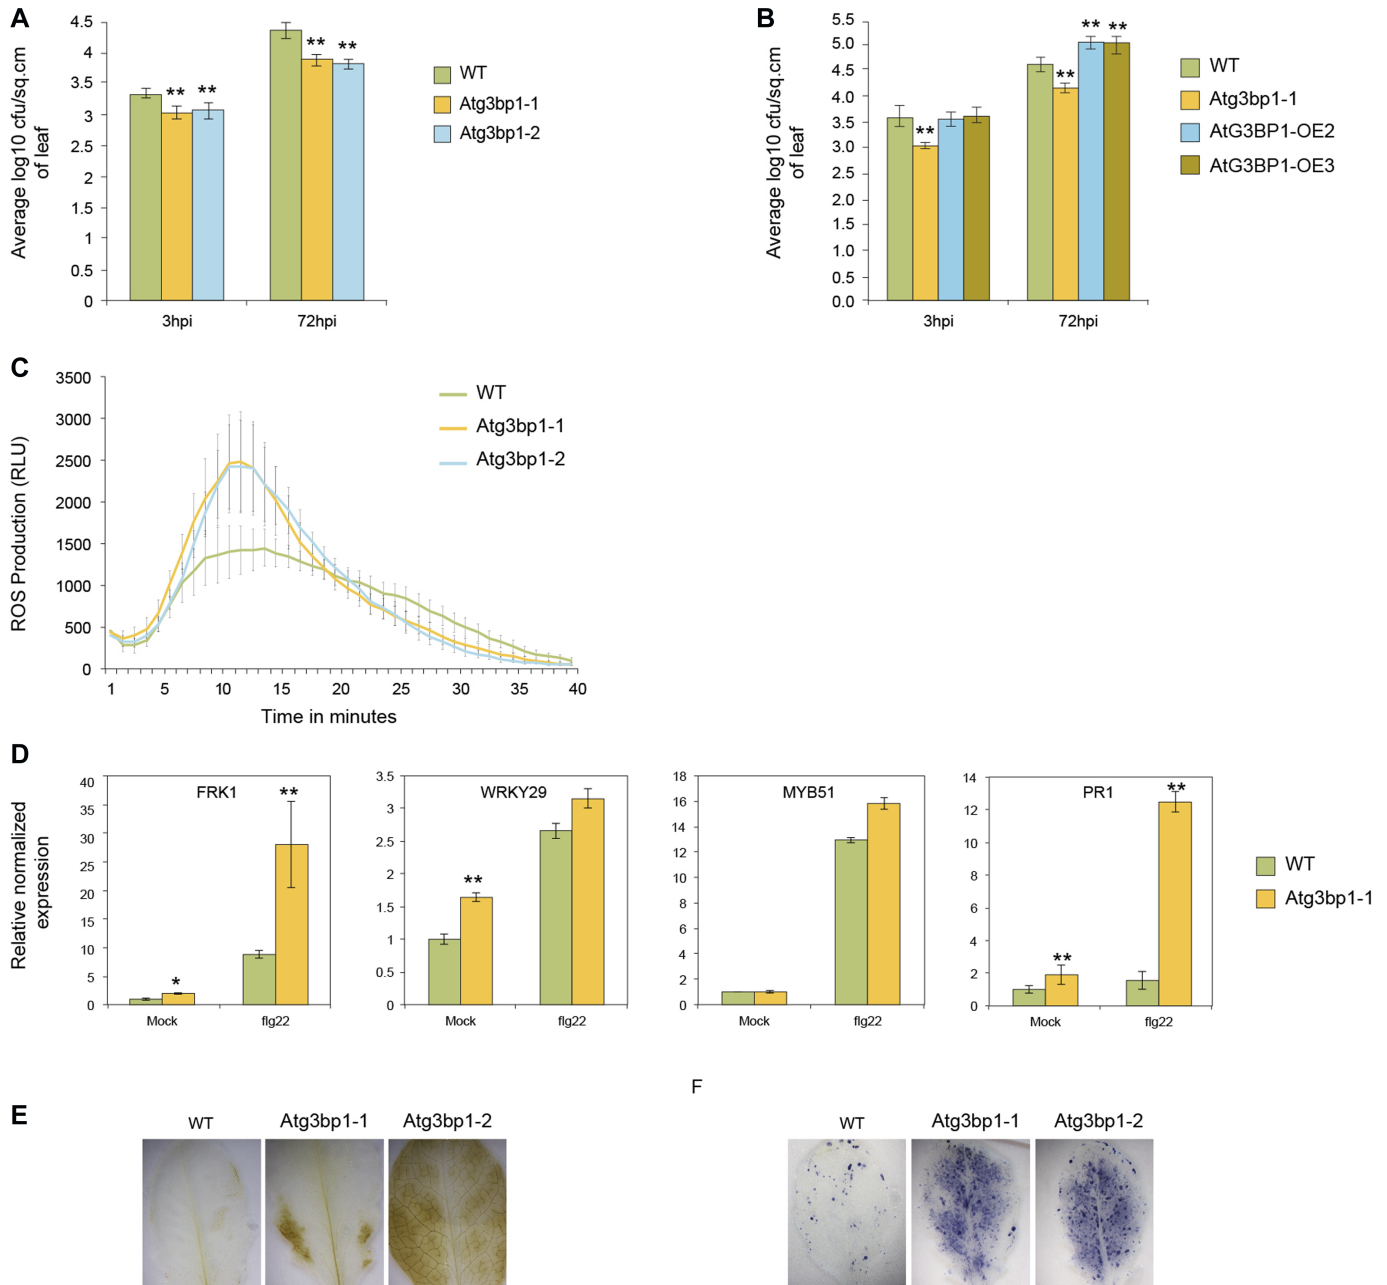 A
Average log10 cfu/sq.cm
of leaf
4.5
4
3.5
3
2.5
2
1.5
1
0.5
0
** **
** **
3hpi
72hpi
WT
Atg3bp1-1
Atg3bp1-2
B
Average log10 cfu/sq.cm
of leaf
5.5
5.0
4.5
4.0
3.5
3.0
2.5
2.0
1.5
1.0
0.5
0.0
**
** ** **
3hpi
72hpi
WT
Atg3bp1-1
AtG3BP1-OE2
AtG3BP1-OE3
C
ROS Production (RLU)
3500
3000
2500
2000
1500
1000
500
0
1 5 10 15 20 25 30 35 40
Time in minutes
WT
Atg3bp1-1
Atg3bp1-2
D
Relative normalized
expression
FRK1
40
35
30
25
20
15
10
5
0
*
**
Mock
flg22
WRKY29
3.5
3
2.5
2
1.5
1
0.5
0
**
Mock
flg22
MYB51
18
16
14
12
10
8
6
4
2
0
Mock
flg22
PR1
14
12
10
8
6
4
2
0
**
**
Mock
flg22
WT
Atg3bp1-1
E
WT
Atg3bp1-1
Atg3bp1-2
F
WT
Atg3bp1-1
Atg3bp1-2